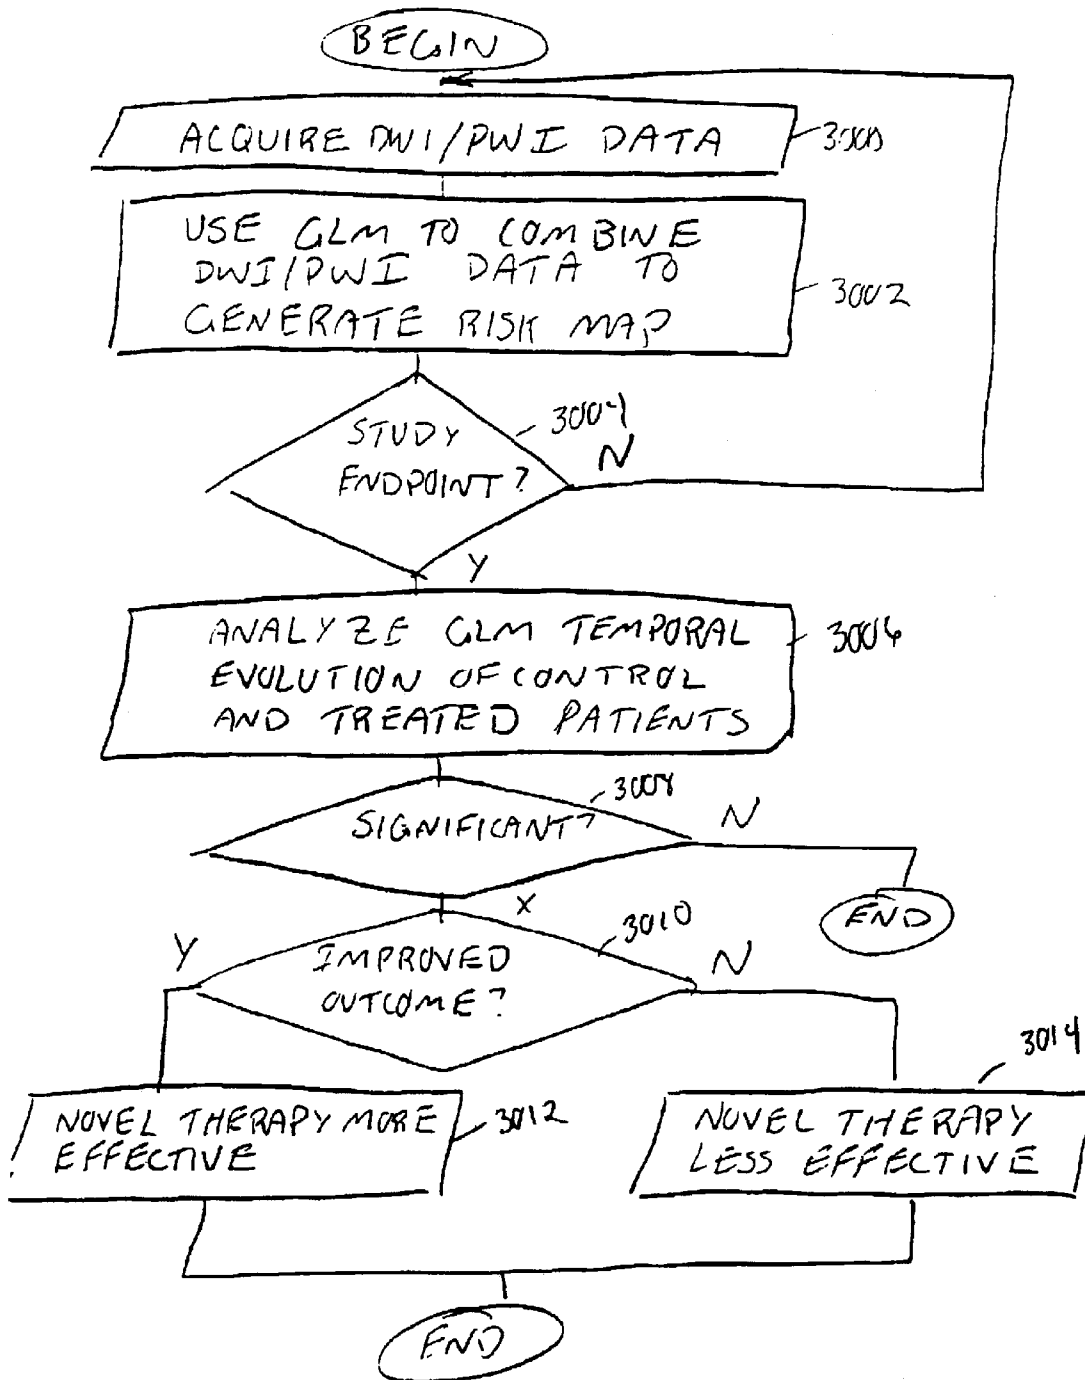 BEGIN
ACQUIRE DWI/PWI DATA
3000
USE GLM TO COMBINE
DWI/PWI DATA TO
GENERATE RISK MAP
3002
STUDY
ENDPOINT?
3004
N
Y
ANALYZE GLM TEMPORAL
EVOLUTION OF CONTROL
AND TREATED PATIENTS
3006
SIGNIFICANT?
3008
N
END
Y
IMPROVED
OUTCOME?
3010
Y
N
NOVEL THERAPY MORE
EFFECTIVE
3012
NOVEL THERAPY
LESS EFFECTIVE
3014
END